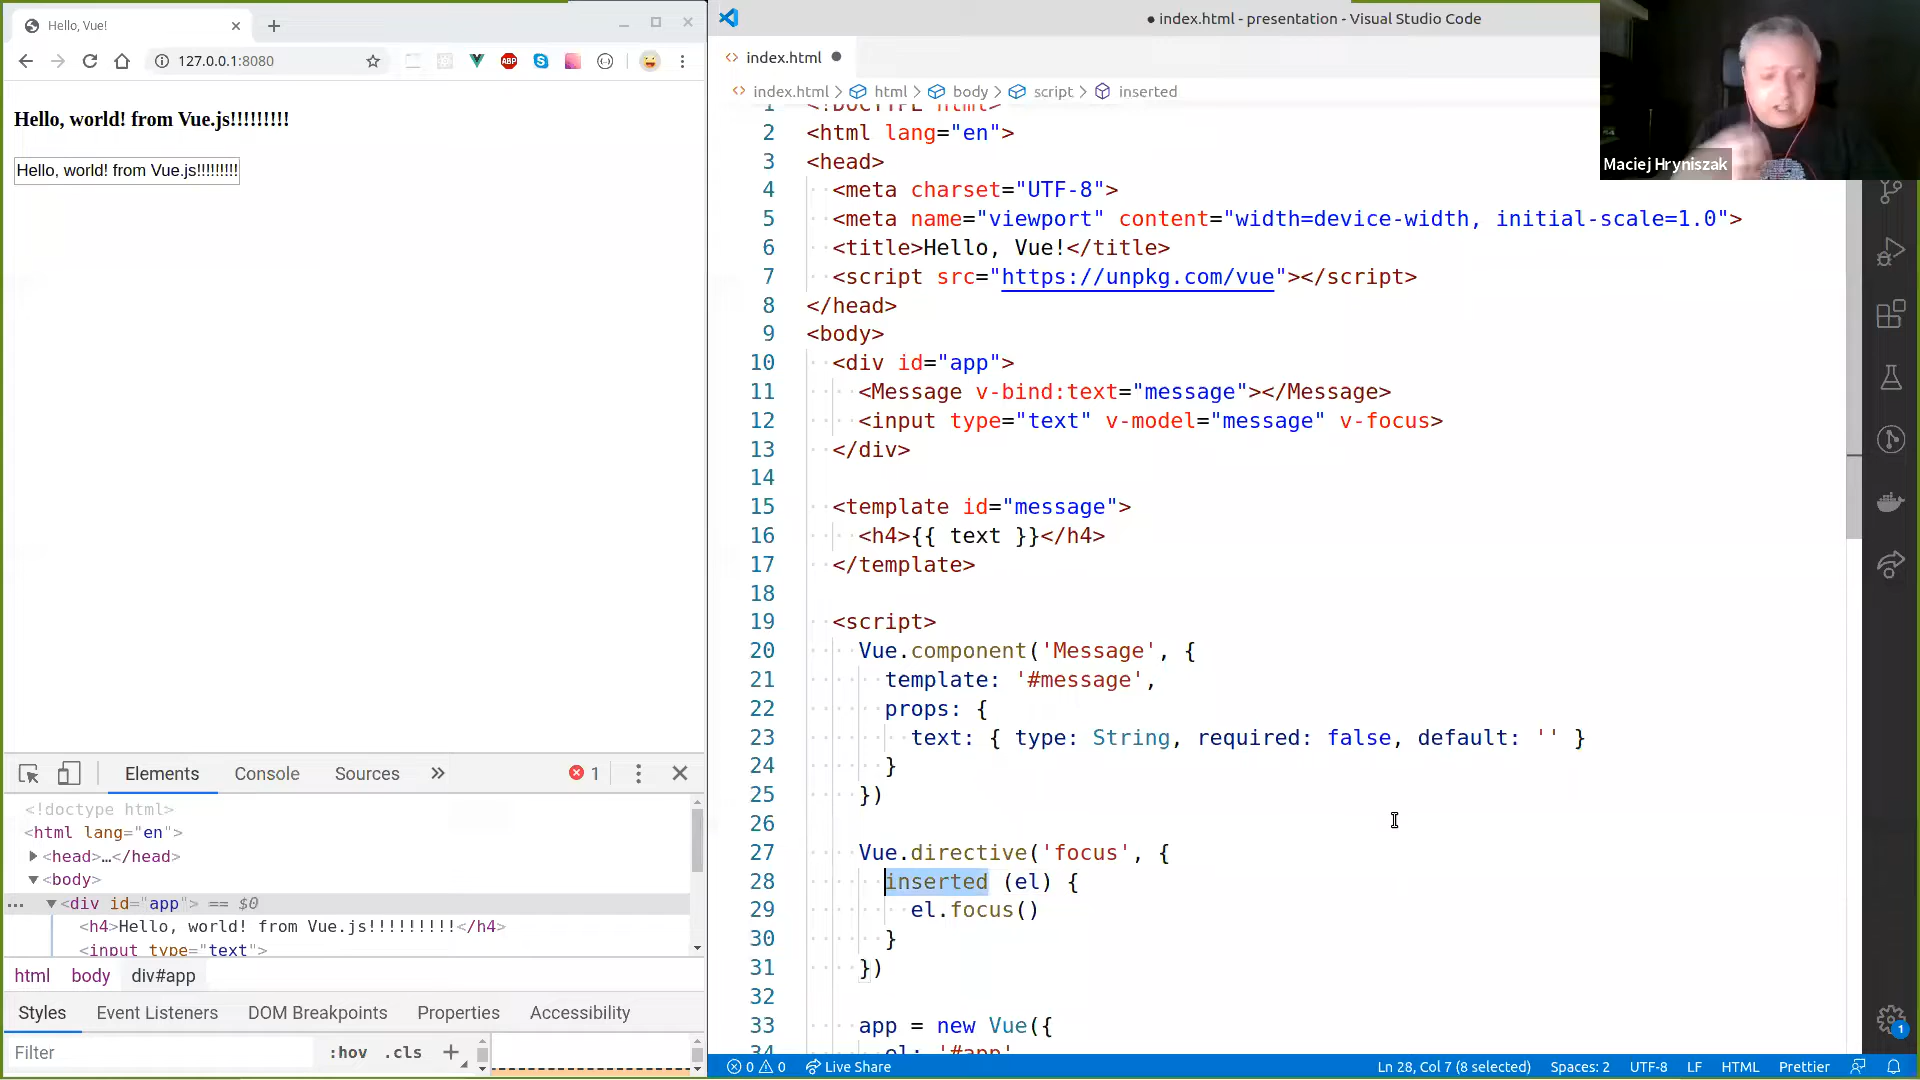 Hello, Vue!
127.0.0.1:8080
ABP
Hello, world! from Vue.js!!!!!!!!!
Hello, world! from Vue.js!!!!!!!!!
Elements Console Sources » 1
<!doctype html>
<html lang="en">
<head>…</head>
<body>
… <div id="app"> == $0
<h4>Hello, world! from Vue.js!!!!!!!!!</h4>
<input type="text">
html body div#app
Styles Event Listeners DOM Breakpoints Properties Accessibility
Filter :hov .cls +
● index.html - presentation - Visual Studio Code
index.html ●
index.html > html > body > script > inserted
1 <!DOCTYPE html>
2 <html lang="en">
3 <head>
4 <meta charset="UTF-8">
5 <meta name="viewport" content="width=device-width, initial-scale=1.0">
6 <title>Hello, Vue!</title>
7 <script src="https://unpkg.com/vue"></script>
8 </head>
9 <body>
10 <div id="app">
11 <Message v-bind:text="message"></Message>
12 <input type="text" v-model="message" v-focus>
13 </div>
14
15 <template id="message">
16 <h4>{{ text }}</h4>
17 </template>
18
19 <script>
20 Vue.component('Message', {
21 template: '#message',
22 props: {
23 text: { type: String, required: false, default: '' }
24 }
25 })
26
27 Vue.directive('focus', {
28 inserted (el) {
29 el.focus()
30 }
31 })
32
33 app = new Vue({
34 el: '#app'
Maciej Hryniszak
1
0 0 Live Share Ln 28, Col 7 (8 selected) Spaces: 2 UTF-8 LF HTML Prettier